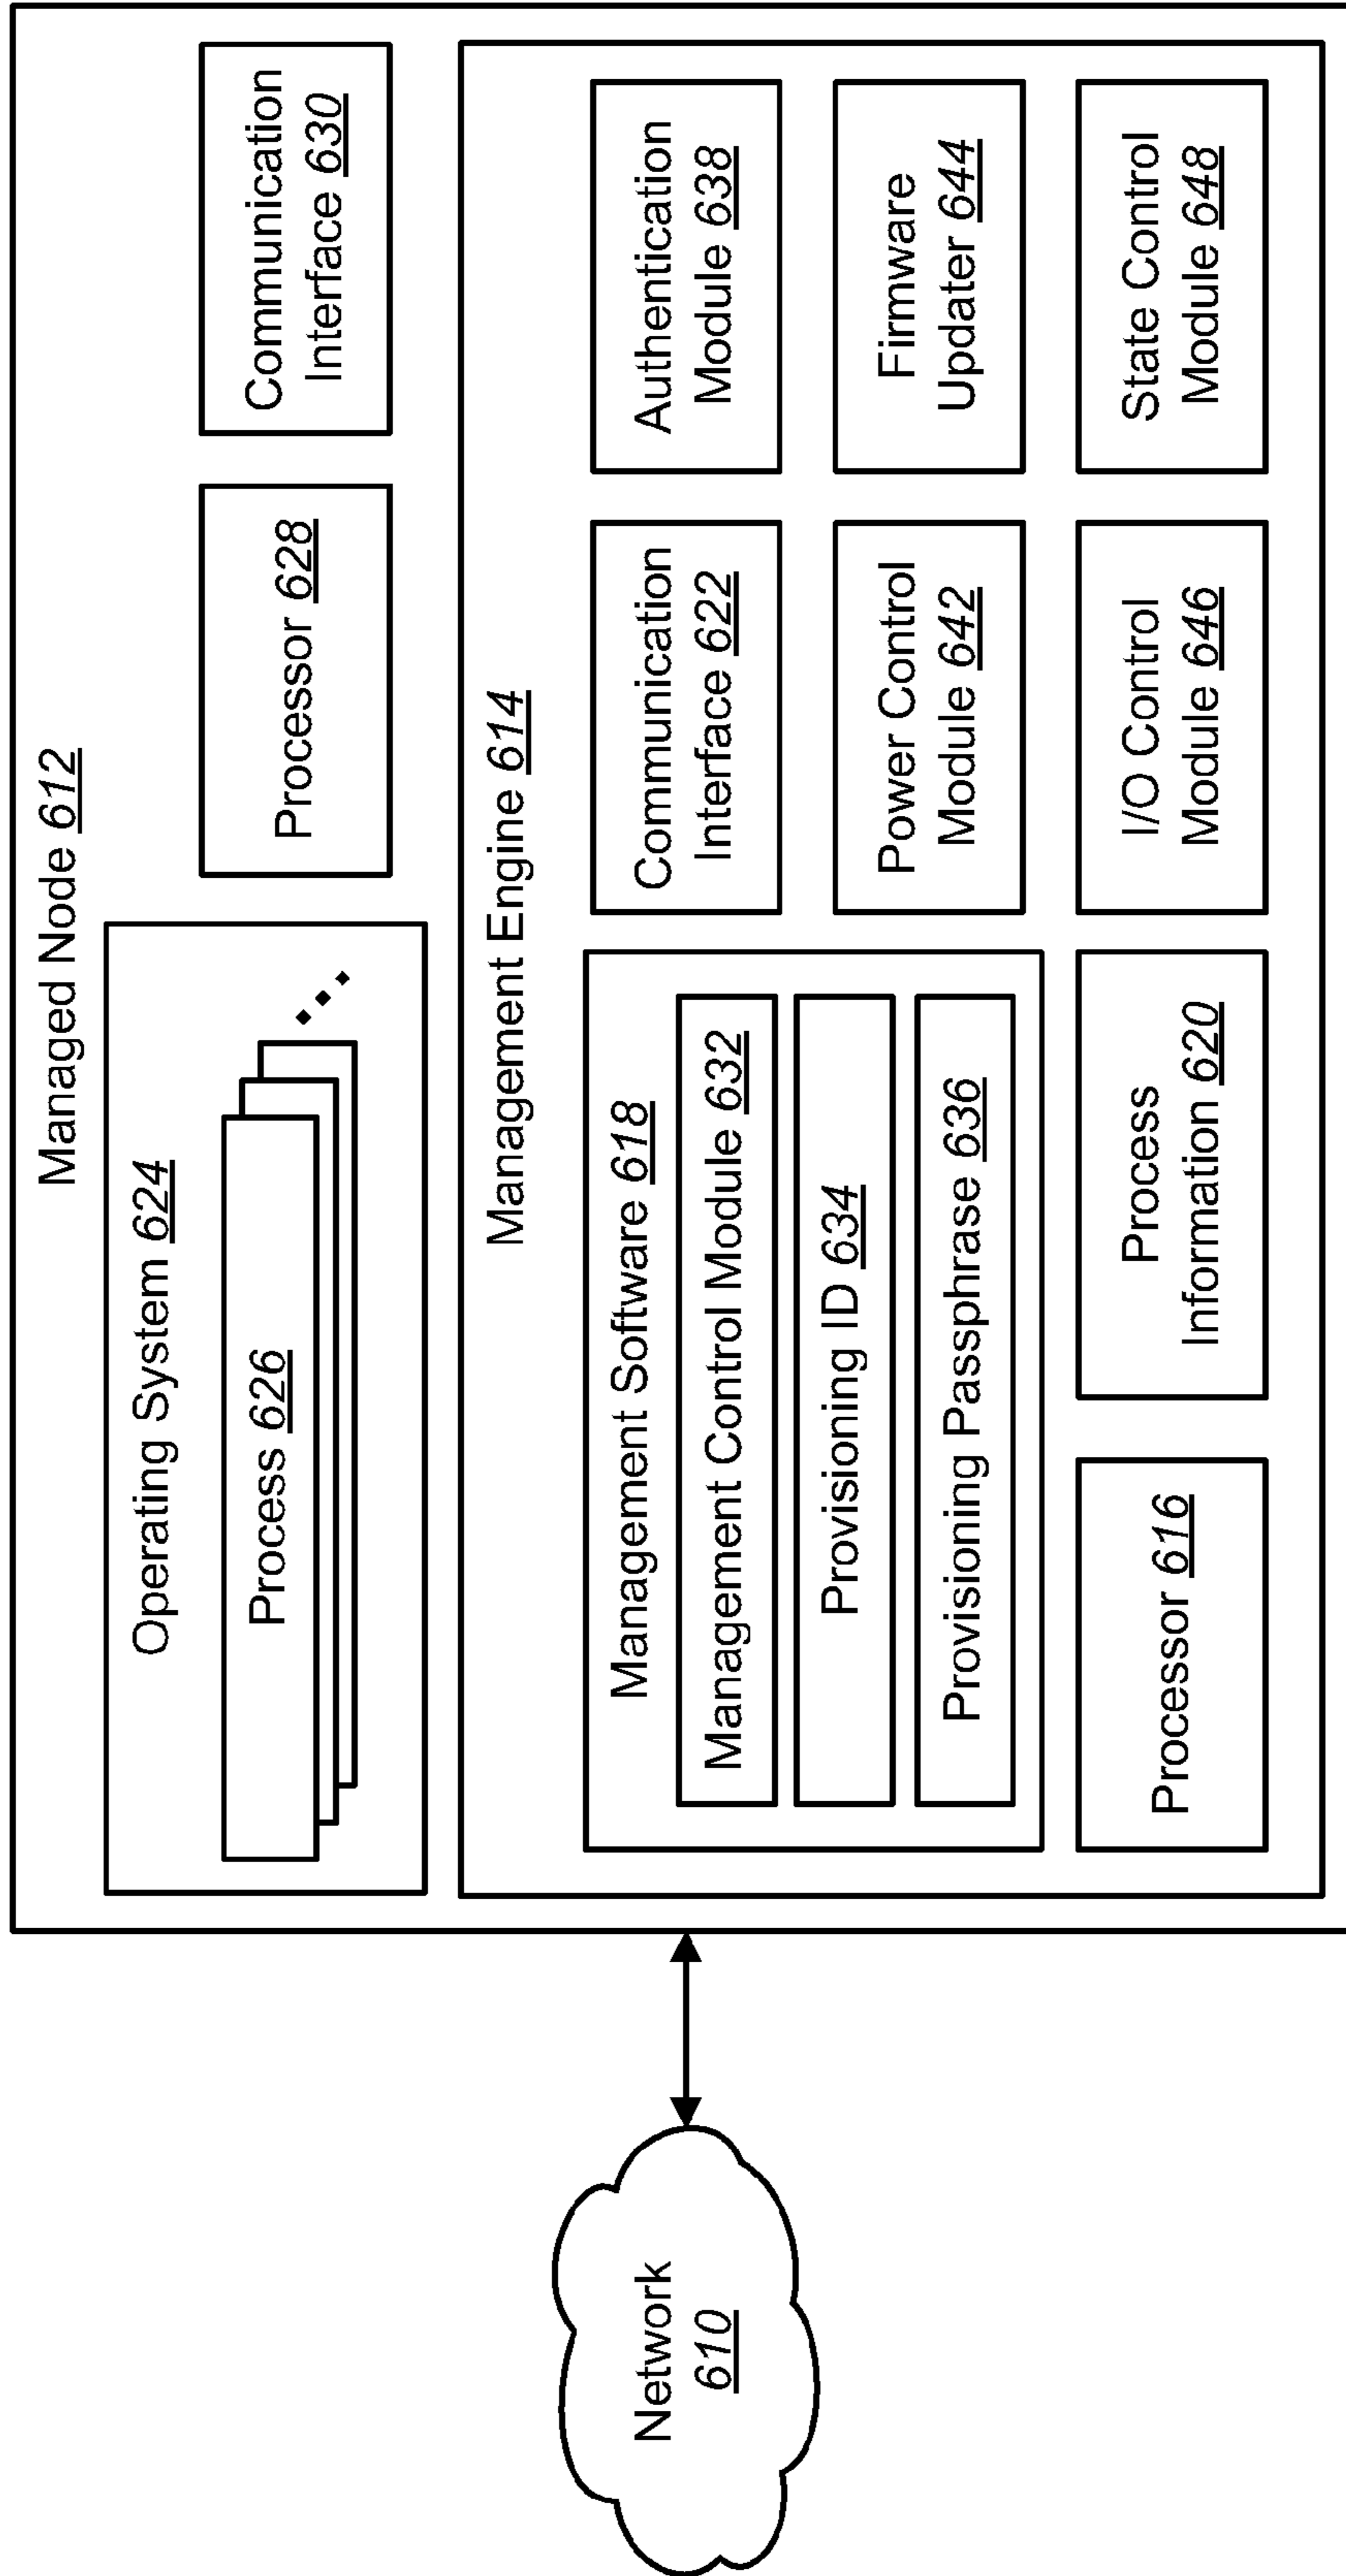 Network
610
Managed Node 612
Operating System 624
Process 626
Processor 628
Communication
Interface 630
Management Engine 614
Management Software 618
Management Control Module 632
Provisioning ID 634
Provisioning Passphrase 636
Communication
Interface 622
Authentication
Module 638
Power Control
Module 642
Firmware
Updater 644
Processor 616
Process
Information 620
I/O Control
Module 646
State Control
Module 648